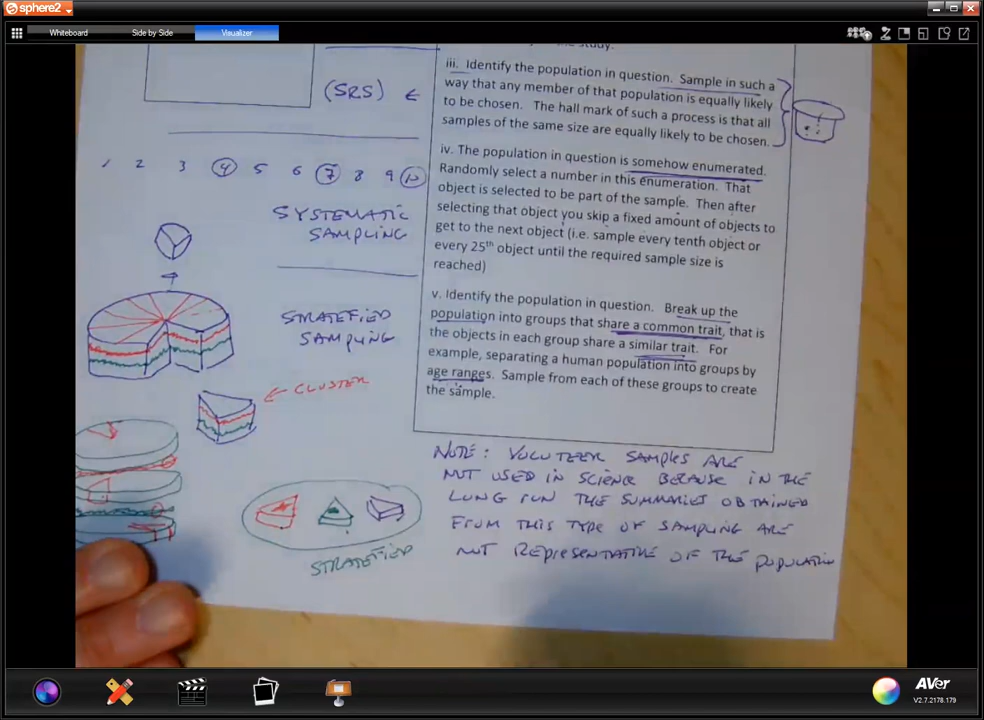 sphere2
Whiteboard
Side by Side
Visualizer
the study.
iii. Identify the population in question. Sample in such a
way that any member of that population is equally likely
to be chosen. The hall mark of such a process is that all
samples of the same size are equally likely to be chosen.
(SRS) ←
1 2 3 4 5 6 7 8 9 10
SYSTEMATIC
SAMPLING
iv. The population in question is somehow enumerated.
Randomly select a number in this enumeration. That
object is selected to be part of the sample. Then after
selecting that object you skip a fixed amount of objects to
get to the next object (i.e. sample every tenth object or
every 25th object until the required sample size is
reached)
STRATEFIED
SAMPLING
v. Identify the population in question. Break up the
population into groups that share a common trait, that is
the objects in each group share a similar trait. For
example, separating a human population into groups by
age ranges. Sample from each of these groups to create
the sample.
← CLUSTER
STRATEFIED
NOTE: VOLUTEER SAMPLES ARE
NOT USED IN SCIENCE BECAUSE IN THE
LONG RUN THE SUMMARIES OBTAINED
FROM THIS TYPE OF SAMPLING ARE
NOT REPRESENTATIVE OF THE POPULATION
AVer
V2.7.2178.179